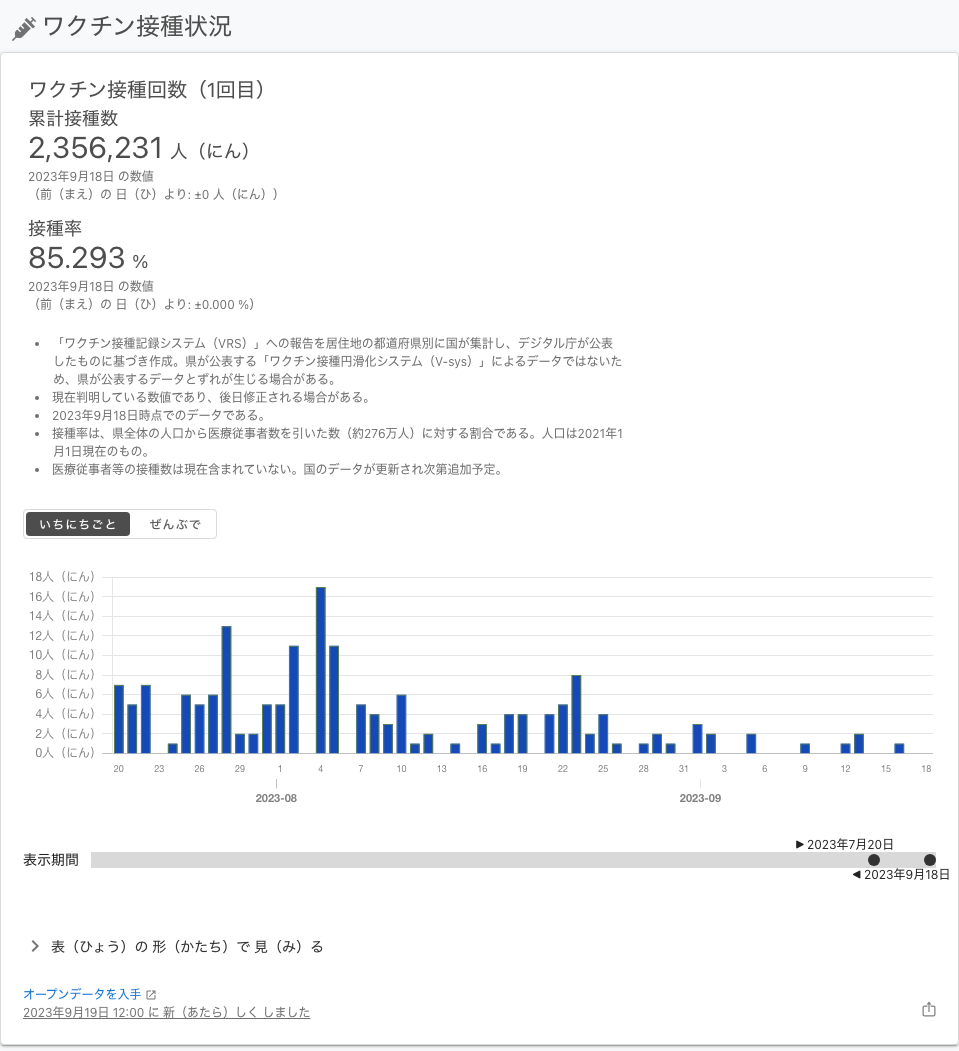 ワクチン接種状況
ワクチン接種回数（1回目）
累計接種数
2,356,231 人（にん）
2023年9月18日 の数値
（前（まえ）の 日（ひ）より: ±0 人（にん））
接種率
85.293 %
2023年9月18日 の数値
（前（まえ）の 日（ひ）より: ±0.000 %）
• 「ワクチン接種記録システム（VRS）」への報告を居住地の都道府県別に国が集計し、デジタル庁が公表
したものに基づき作成。県が公表する「ワクチン接種円滑化システム（V-sys）」によるデータではないた
め、県が公表するデータとずれが生じる場合がある。
• 現在判明している数値であり、後日修正される場合がある。
• 2023年9月18日時点でのデータである。
• 接種率は、県全体の人口から医療従事者数を引いた数（約276万人）に対する割合である。人口は2021年1
月1日現在のもの。
• 医療従事者等の接種数は現在含まれていない。国のデータが更新され次第追加予定。
いちにちごと ぜんぶで
18人（にん）
16人（にん）
14人（にん）
12人（にん）
10人（にん）
8人（にん）
6人（にん）
4人（にん）
2人（にん）
0人（にん）
20 23 26 29 1 4 7 10 13 16 19 22 25 28 31 3 6 9 12 15 18
2023-08 2023-09
2023年7月20日
表示期間
2023年9月18日
表（ひょう）の 形（かたち）で 見（み）る
オープンデータを入手
2023年9月19日 12:00 に 新（あたら）しく しました